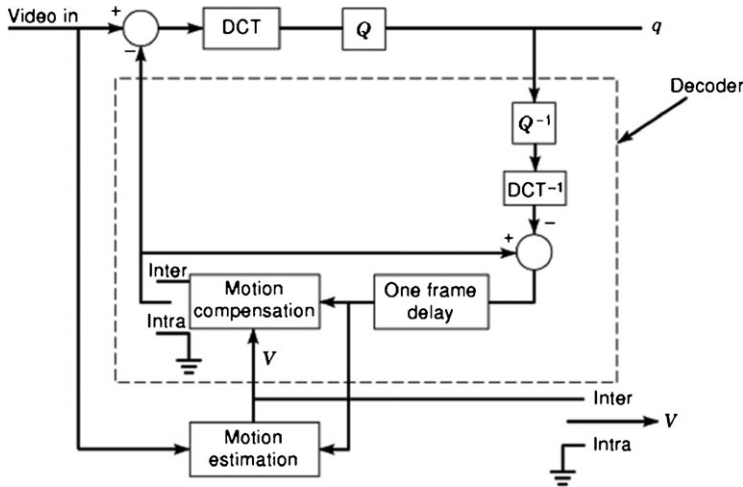 Video in
+
−
DCT
Q
q
Decoder
Q⁻¹
DCT⁻¹
−
+
Inter
Motion
compensation
One frame
delay
Intra
V
Inter
V
Motion
estimation
Intra